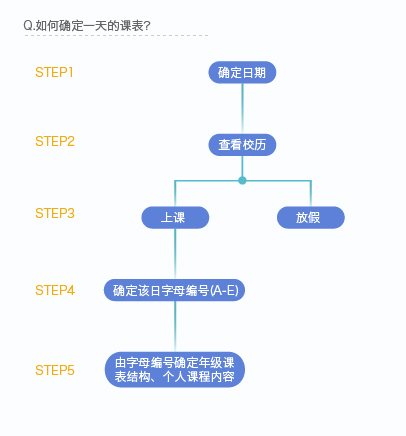 Q.如何确定一天的课表?
STEP1
确定日期
STEP2
查看校历
STEP3
上课
放假
STEP4
确定该日字母编号(A-E)
STEP5
由字母编号确定年级课
表结构、个人课程内容